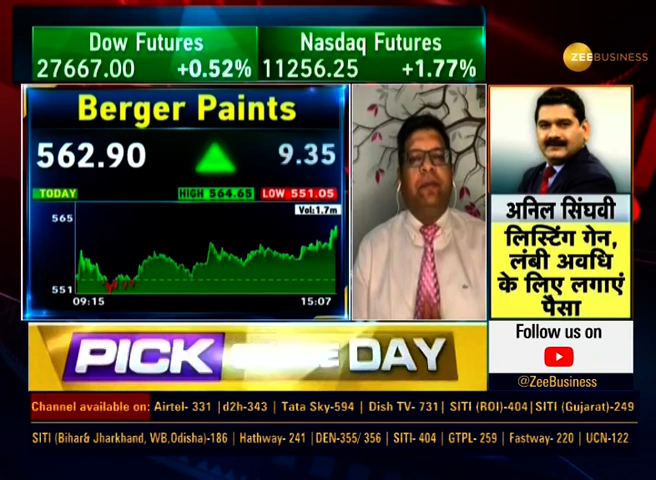 Dow Futures
27667.00 +0.52%
Nasdaq Futures
11256.25 +1.77%
ZEEBUSINESS
Berger Paints
562.90 9.35
TODAY HIGH 564.65 LOW 551.05
Vol:1.7m
565
551
09:15 15:07
अनिल सिंघवी
लिस्टिंग गेन,
लंबी अवधि
के लिए लगाएं
पैसा
Follow us on
@ZeeBusiness
PICK DAY
Channel available on: Airtel- 331 | d2h-343 | Tata Sky-594 | Dish TV- 731 | SITI (ROI)-404 | SITI (Gujarat)-249
SITI (Bihar& Jharkhand, WB,Odisha)-186 | Hathway- 241 |DEN-355/ 356 | SITI- 404 | GTPL- 259 | Fastway- 220 | UCN-122